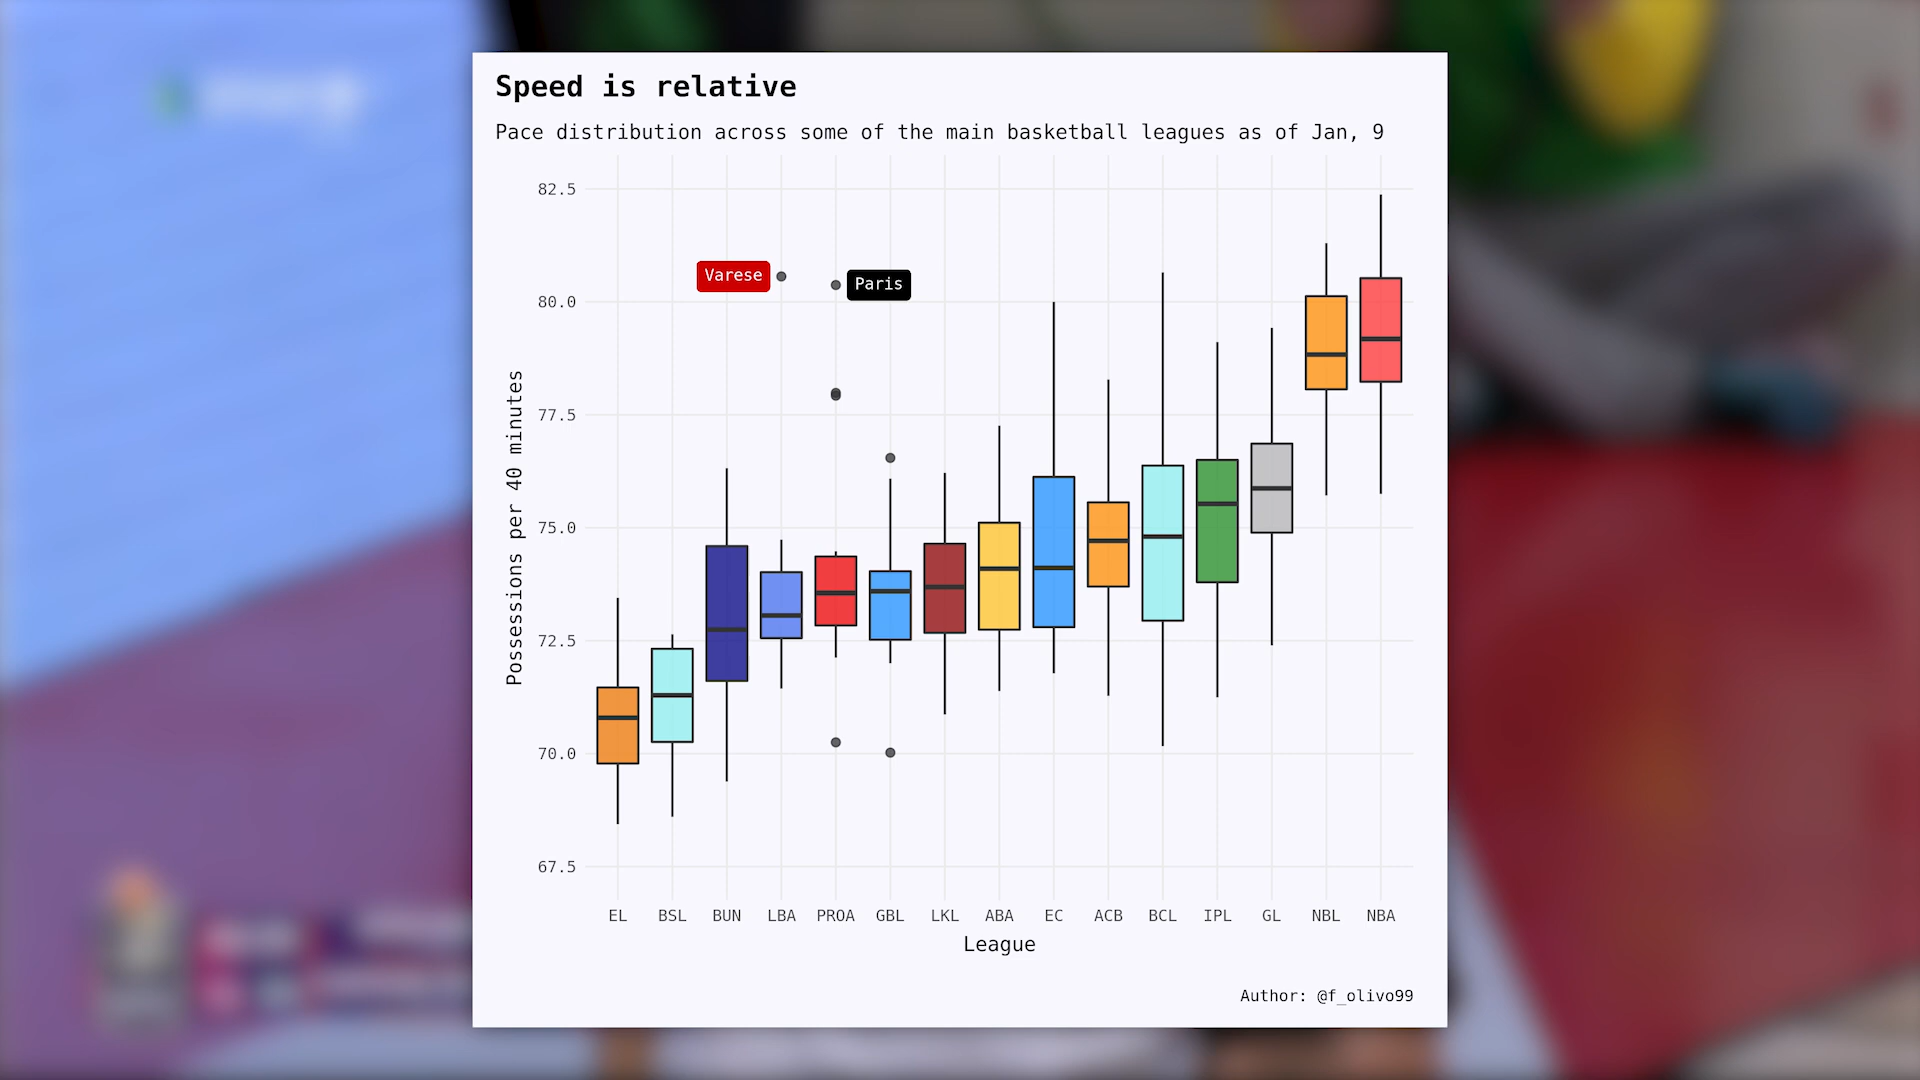 Speed is relative
Pace distribution across some of the main basketball leagues as of Jan, 9
82.5
80.0
77.5
75.0
72.5
70.0
67.5
Possessions per 40 minutes
Varese
Paris
EL BSL BUN LBA PROA GBL LKL ABA EC ACB BCL IPL GL NBL NBA
League
Author: @f_olivo99